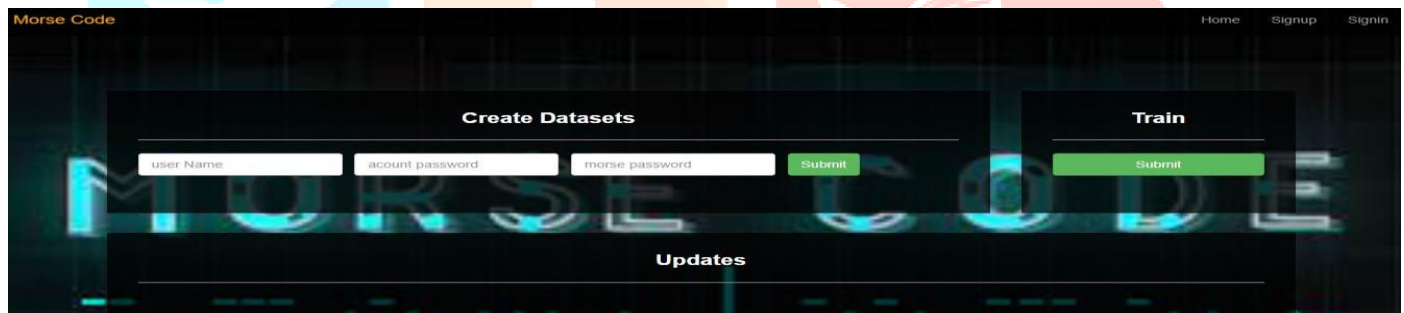 Morse Code Home Signup Signin
Create Datasets
user Name acount password morse password Submit
Train
Submit
MORSE CODE
Updates